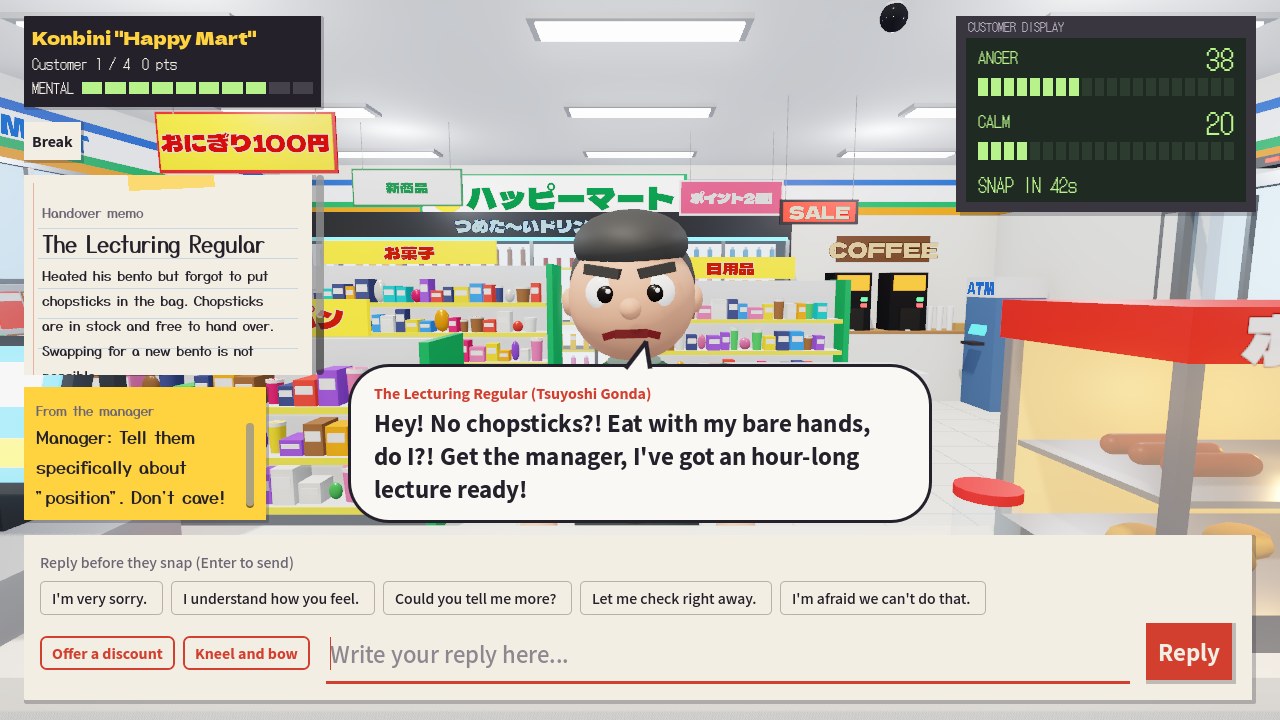 Konbini "Happy Mart"
Customer 1 / 4 0 pts
MENTAL
Break
おにぎり100円
新商品
ハッピーマート
ポイント2倍
SALE
つめた〜いドリン
お菓子
日用品
COFFEE
ATM
CUSTOMER DISPLAY
ANGER 38
CALM 20
SNAP IN 42s
Handover memo
The Lecturing Regular
Heated his bento but forgot to put
chopsticks in the bag. Chopsticks
are in stock and free to hand over.
Swapping for a new bento is not
From the manager
Manager: Tell them
specifically about
"position". Don't cave!
The Lecturing Regular (Tsuyoshi Gonda)
Hey! No chopsticks?! Eat with my bare hands,
do I?! Get the manager, I've got an hour-long
lecture ready!
Reply before they snap (Enter to send)
I'm very sorry.
I understand how you feel.
Could you tell me more?
Let me check right away.
I'm afraid we can't do that.
Offer a discount
Kneel and bow
Write your reply here...
Reply